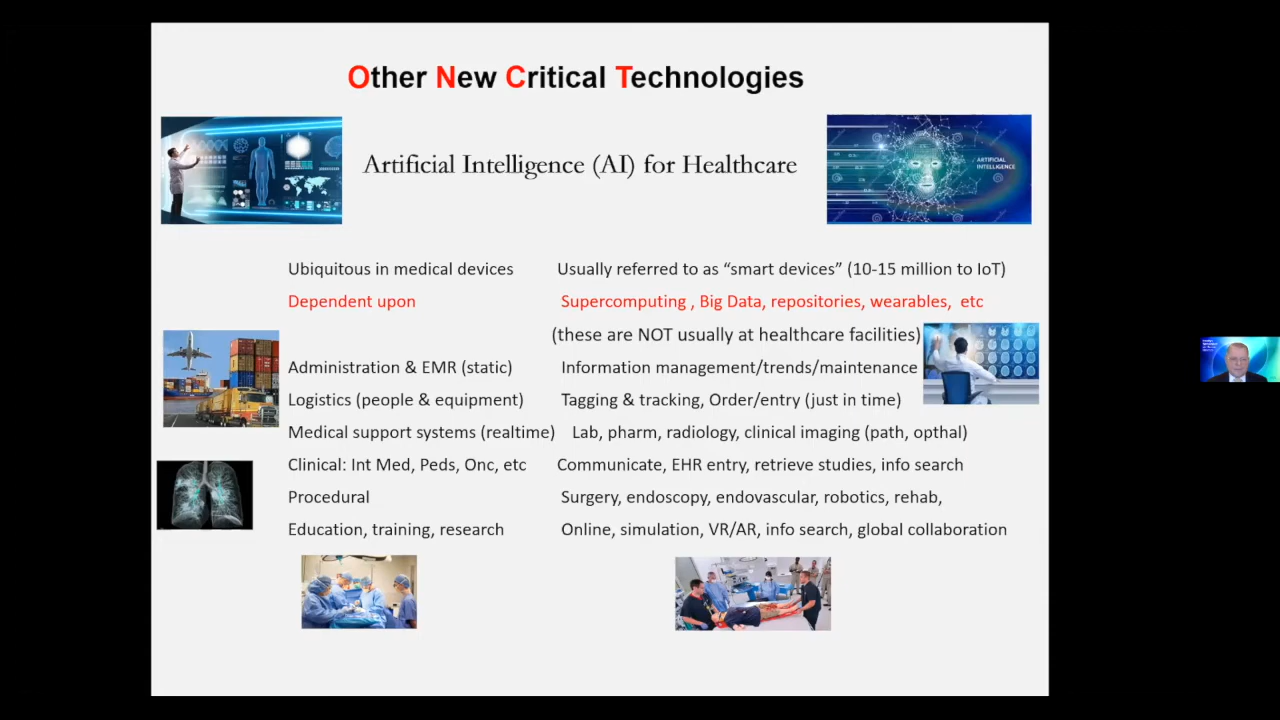 Other New Critical Technologies
Artificial Intelligence (AI) for Healthcare
ARTIFICIAL
INTELLIGENCE
Ubiquitous in medical devices Usually referred to as “smart devices” (10-15 million to IoT)
Dependent upon Supercomputing , Big Data, repositories, wearables, etc
(these are NOT usually at healthcare facilities)
Administration & EMR (static) Information management/trends/maintenance
Logistics (people & equipment) Tagging & tracking, Order/entry (just in time)
Medical support systems (realtime) Lab, pharm, radiology, clinical imaging (path, opthal)
Clinical: Int Med, Peds, Onc, etc Communicate, EHR entry, retrieve studies, info search
Procedural Surgery, endoscopy, endovascular, robotics, rehab,
Education, training, research Online, simulation, VR/AR, info search, global collaboration